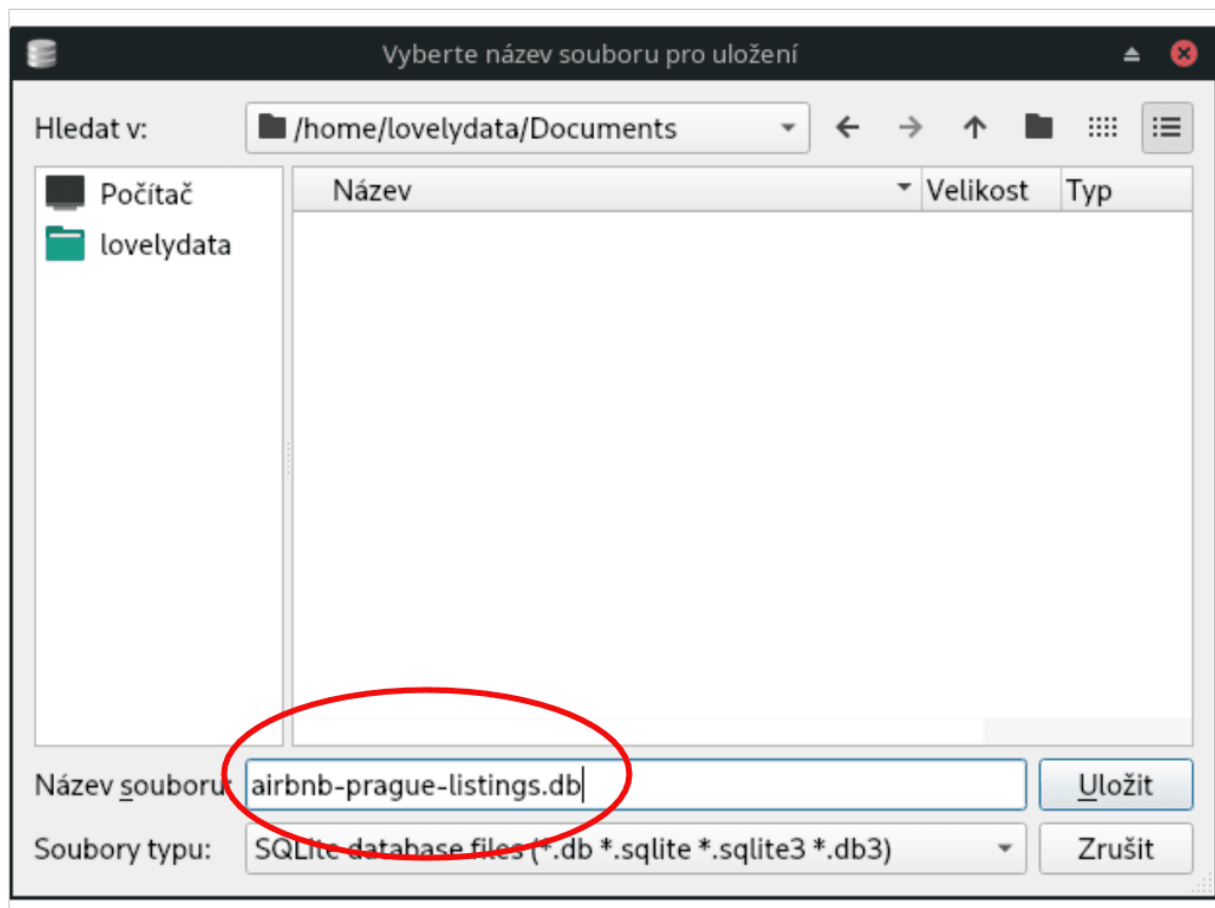 Vyberte název souboru pro uložení
Hledat v: /home/lovelydata/Documents
Počítač
lovelydata
Název Velikost Typ
Název souboru: airbnb-prague-listings.db Uložit
Soubory typu: SQLite database files (*.db *.sqlite *.sqlite3 *.db3) Zrušit